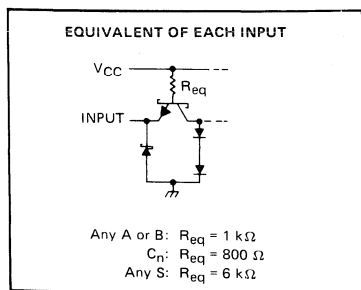 EQUIVALENT OF EACH INPUT
VCC
Req
INPUT
Any A or B: Req = 1 kΩ
Cn: Req = 800 Ω
Any S: Req = 6 kΩ